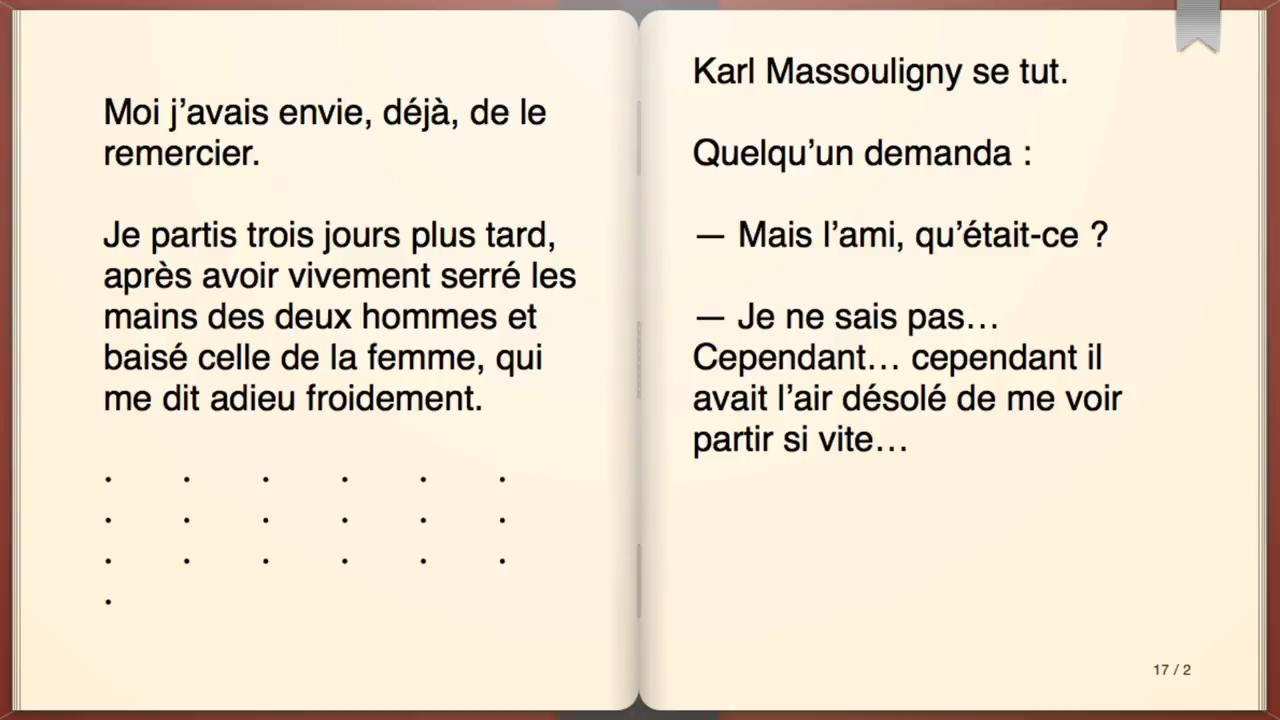 Moi j’avais envie, déjà, de le
remercier.
Je partis trois jours plus tard,
après avoir vivement serré les
mains des deux hommes et
baisé celle de la femme, qui
me dit adieu froidement.
. . . . . .
. . . . . .
. . . . . .
.
Karl Massouligny se tut.
Quelqu’un demanda :
— Mais l’ami, qu’était-ce ?
— Je ne sais pas…
Cependant… cependant il
avait l’air désolé de me voir
partir si vite…
17 / 2